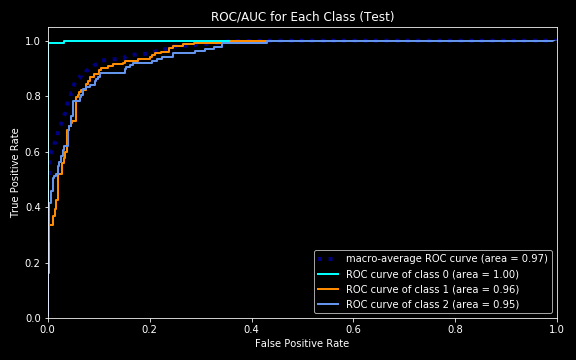 ROC/AUC for Each Class (Test)
1.0
0.8
0.6
0.4
0.2
0.0
True Positive Rate
macro-average ROC curve (area = 0.97)
ROC curve of class 0 (area = 1.00)
ROC curve of class 1 (area = 0.96)
ROC curve of class 2 (area = 0.95)
0.0 0.2 0.4 0.6 0.8 1.0
False Positive Rate